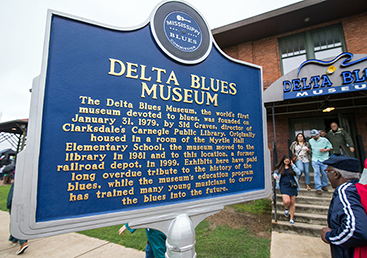 MISSISSIPPI
BLUES
COMMISSION
DELTA BLUES
MUSEUM
The Delta Blues Museum, the world's first
museum devoted to blues, was founded on
January 31, 1979, by Sid Graves, director of
Clarksdale's Carnegie Public Library. Originally
housed in a room of the Myrtle Hall
Elementary School, the museum moved to the
library in 1981 and to this location, a former
railroad depot, in 1999. Exhibits here have paid
long overdue tribute to the history of the
blues, while the museum's education program
has trained many young musicians to carry
the blues into the future.
DELTA BLUES
MUSEUM